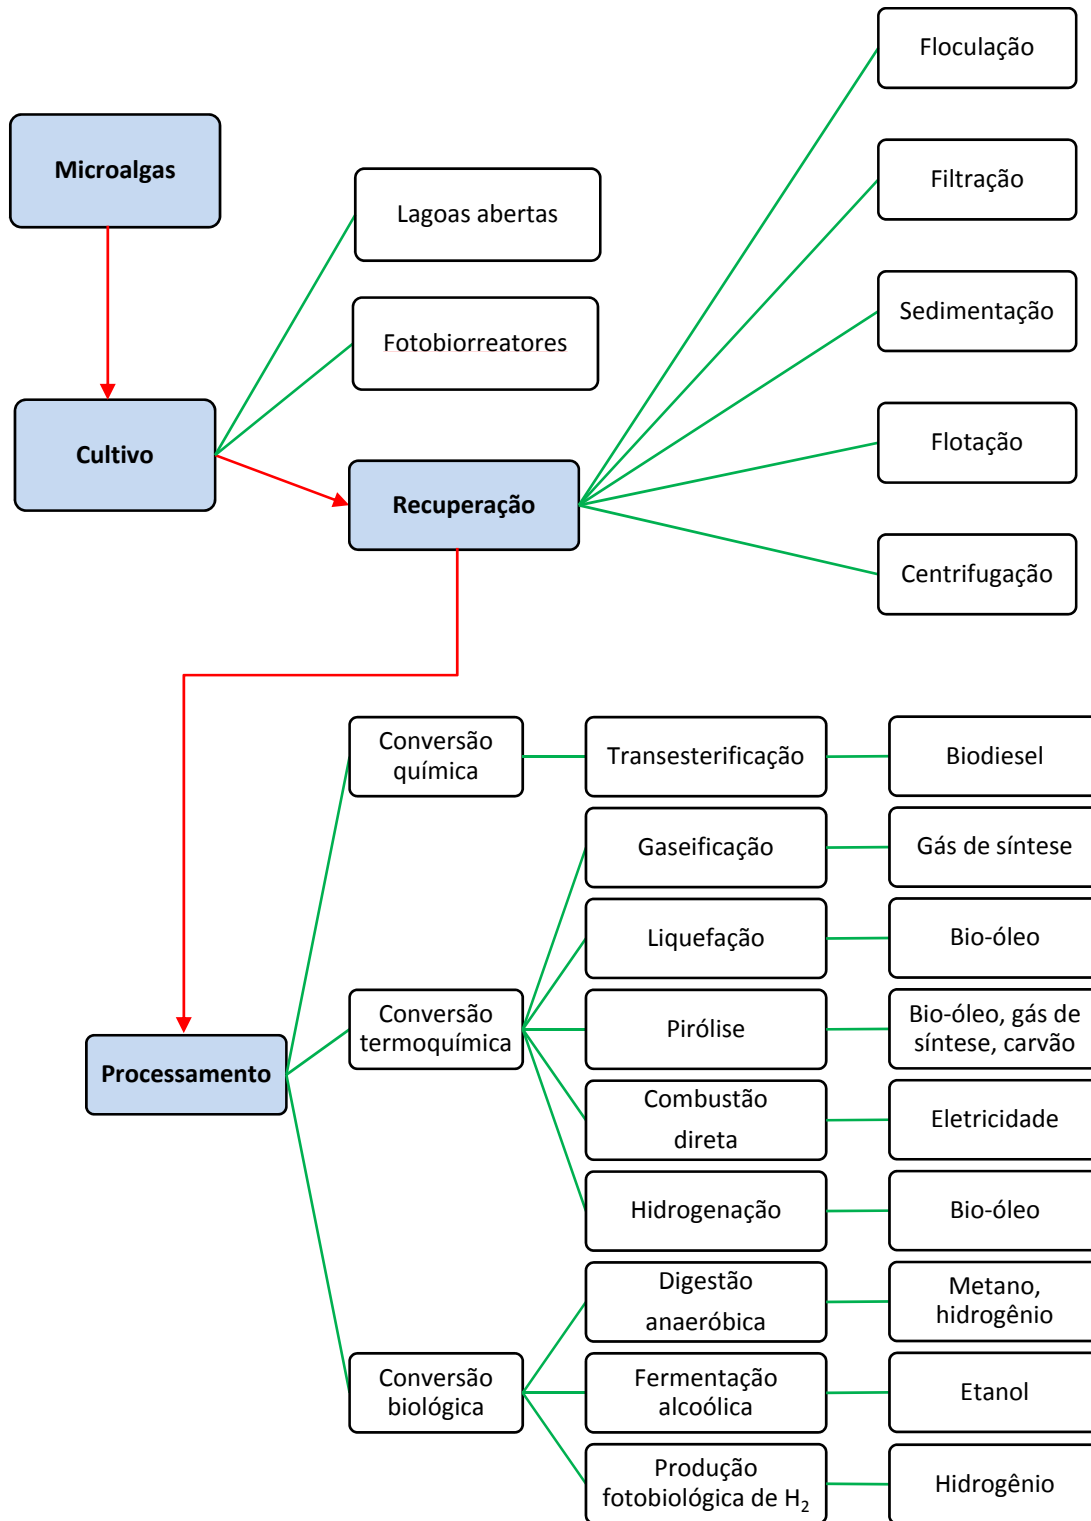 Floculação
Microalgas
Filtração
Lagoas abertas
Sedimentação
Fotobiorreatores
Cultivo
Flotação
Recuperação
Centrifugação
Conversão
química
Transesterificação
Biodiesel
Gaseificação
Gás de síntese
Liquefação
Bio-óleo
Processamento
Conversão
termoquímica
Pirólise
Bio-óleo, gás de
síntese, carvão
Combustão
direta
Eletricidade
Hidrogenação
Bio-óleo
Digestão
anaeróbica
Metano,
hidrogênio
Conversão
biológica
Fermentação
alcoólica
Etanol
Produção
fotobiológica de H₂
Hidrogênio